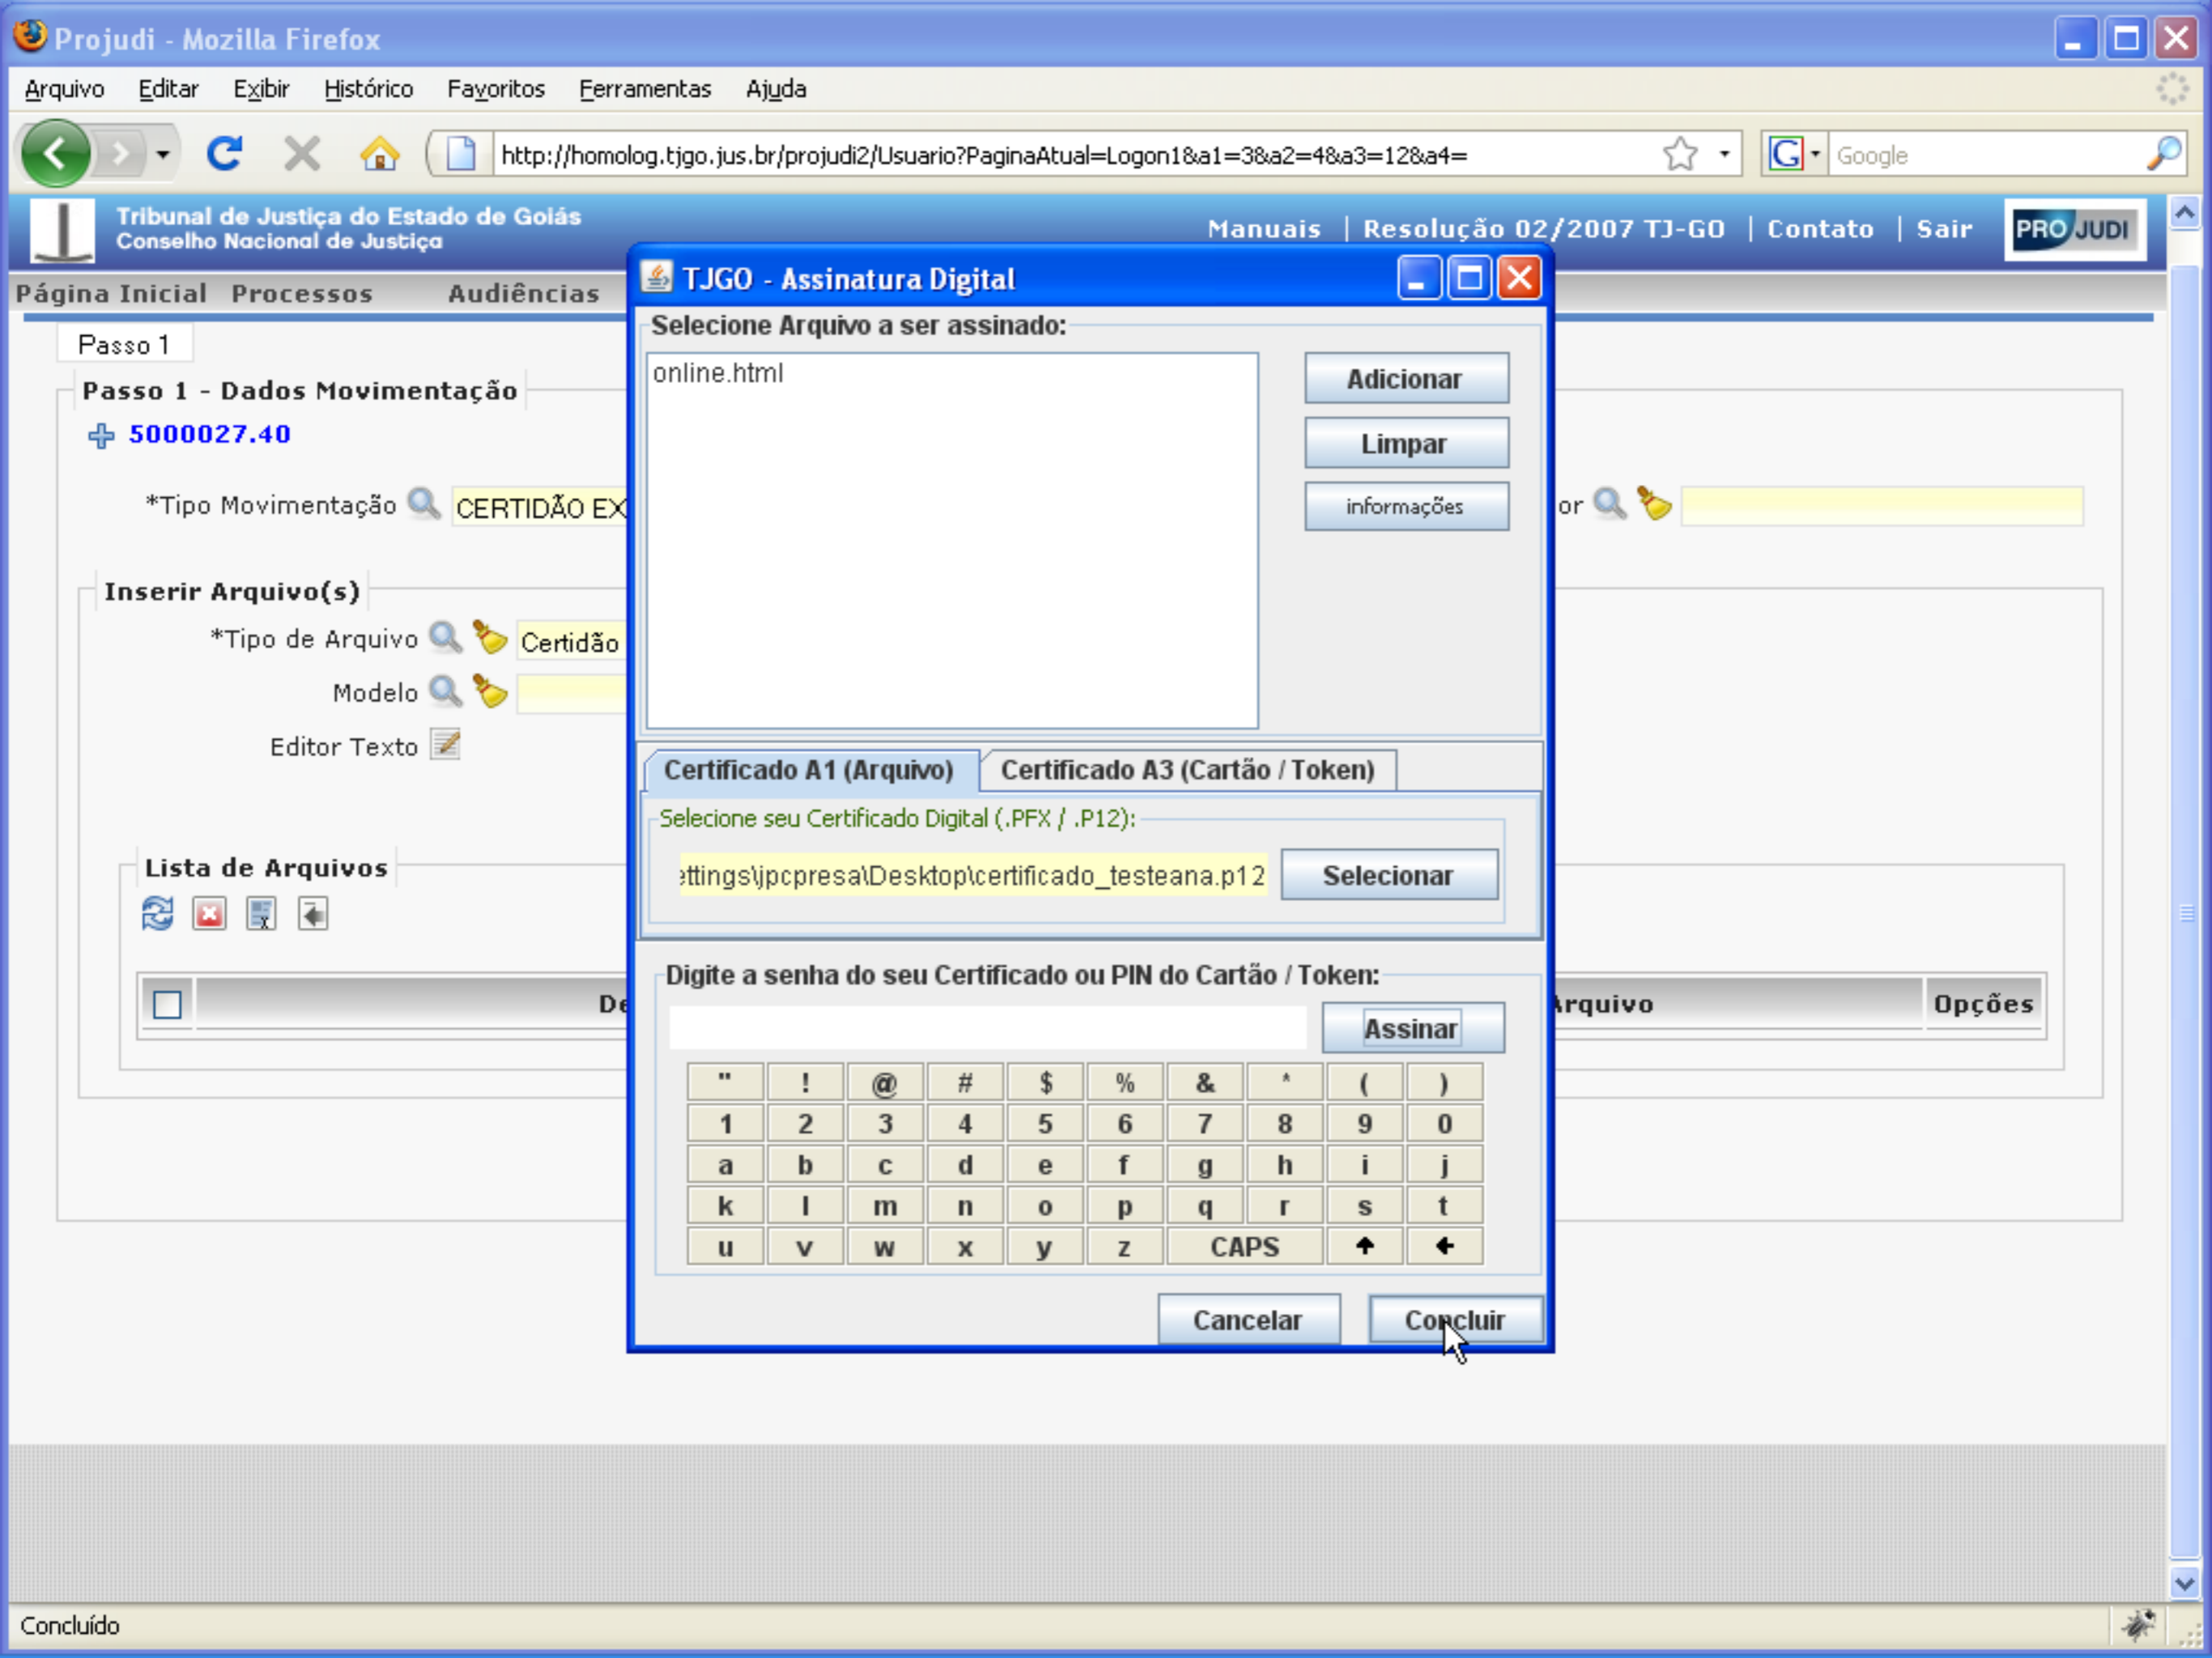 Projudi - Mozilla Firefox
Arquivo Editar Exibir Histórico Favoritos Ferramentas Ajuda
http://homolog.tjgo.jus.br/projudi2/Usuario?PaginaAtual=Logon1&a1=3&a2=4&a3=12&a4=
G Google
Tribunal de Justiça do Estado de Goiás
Conselho Nacional de Justiça
Manuais | Resolução 02/2007 TJ-GO | Contato | Sair
PROJUDI
Página Inicial Processos Audiências
Passo 1
Passo 1 - Dados Movimentação
5000027.40
*Tipo Movimentação CERTIDÃO EX
or
Inserir Arquivo(s)
*Tipo de Arquivo Certidão
Modelo
Editor Texto
Lista de Arquivos
De
Arquivo Opções
TJGO - Assinatura Digital
Selecione Arquivo a ser assinado:
online.html
Adicionar
Limpar
informações
Certificado A1 (Arquivo) Certificado A3 (Cartão / Token)
Selecione seu Certificado Digital (.PFX / .P12):
ettings\jpcpresa\Desktop\certificado_testeana.p12 Selecionar
Digite a senha do seu Certificado ou PIN do Cartão / Token:
Assinar
" ! @ # $ % & * ( )
1 2 3 4 5 6 7 8 9 0
a b c d e f g h i j
k l m n o p q r s t
u v w x y z CAPS
Cancelar Concluir
Concluído